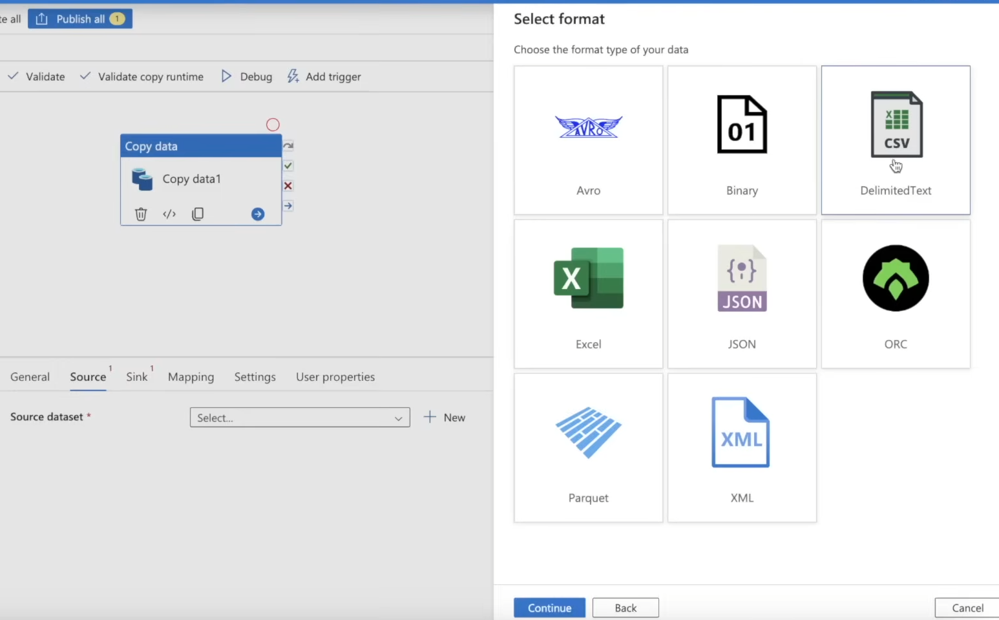 te all
Publish all 1
Validate
Validate copy runtime
Debug
Add trigger
Copy data
Copy data1
General
Source 1
Sink 1
Mapping
Settings
User properties
Source dataset *
Select...
New
Select format
Choose the format type of your data
AVRO
Avro
01
Binary
X
CSV
DelimitedText
X
Excel
JSON
JSON
ORC
Parquet
XML
XML
Continue
Back
Cancel